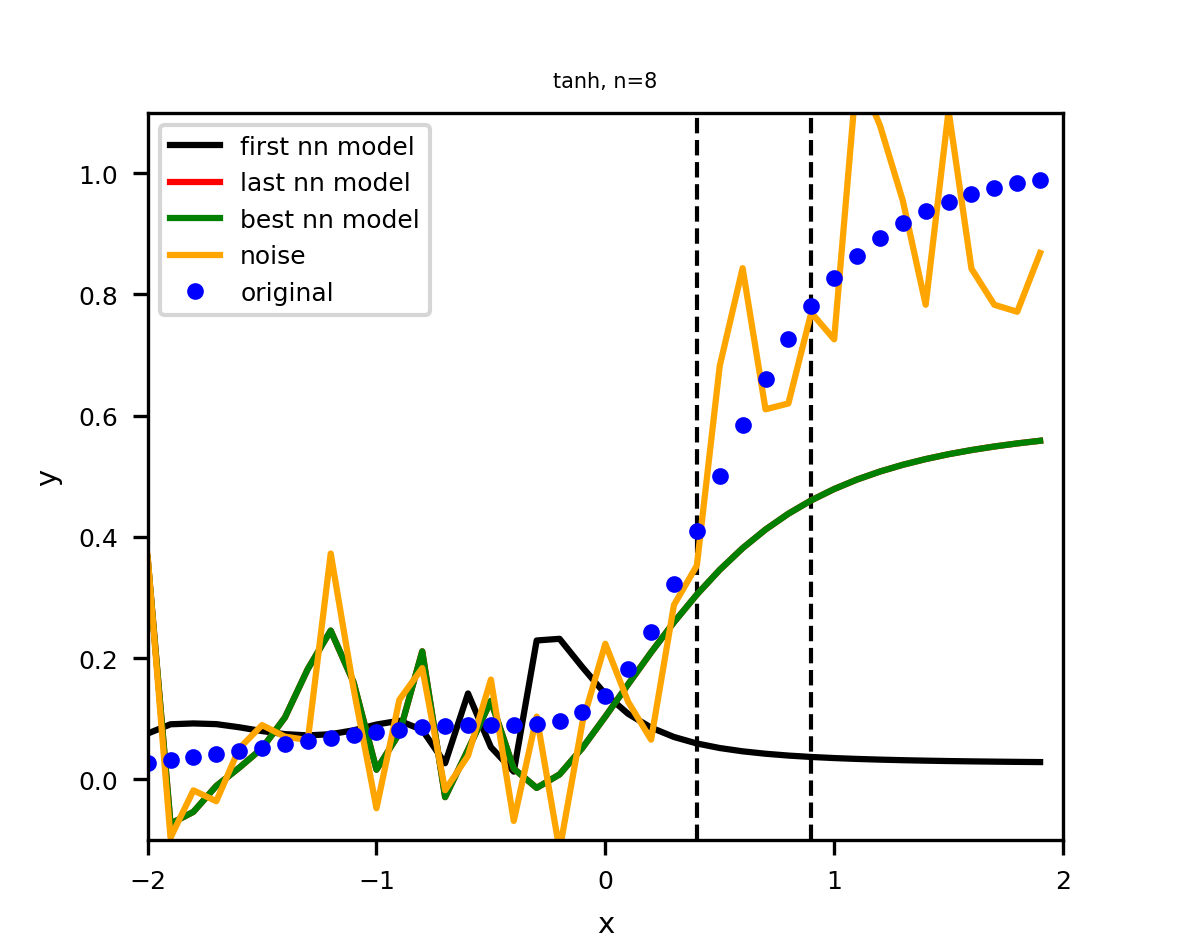 tanh, n=8
first nn model
last nn model
best nn model
noise
original
1.0
0.8
0.6
0.4
0.2
0.0
y
−2
−1
0
1
2
x